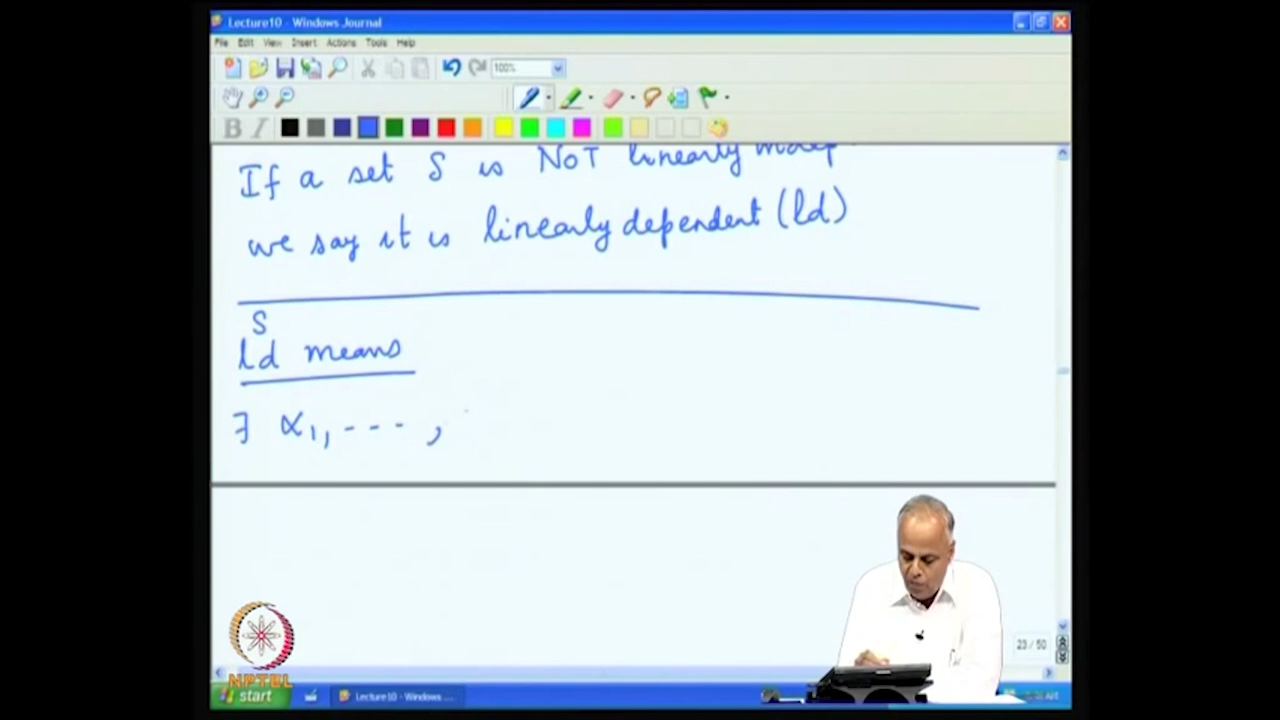 Lecture10 - Windows Journal
File Edit View Insert Actions Tools Help
100%
B I
If a set S is NOT linearly indep
we say it is linearly dependent (ld)
S
ld means
∃ α1, --- ,
23 / 50
NPTEL
start Lecture10 - Windows ...